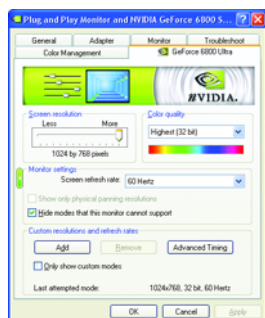 Plug and Play Monitor and NVIDIA GeForce 6800 S...
General
Adapter
Monitor
Troubleshoot
Color Management
GeForce 6800 Ultra
NVIDIA.
Screen resolution
Less
More
1024 by 768 pixels
Color quality
Highest (32 bit)
Monitor settings
Screen refresh rate:
60 Hertz
Show only physical panning resolutions
Hide modes that this monitor cannot support
Custom resolutions and refresh rates
Add
Remove
Advanced Timing
Only show custom modes
Last attempted mode:
1024x768, 32 bit, 60 Hertz
OK
Cancel
Apply